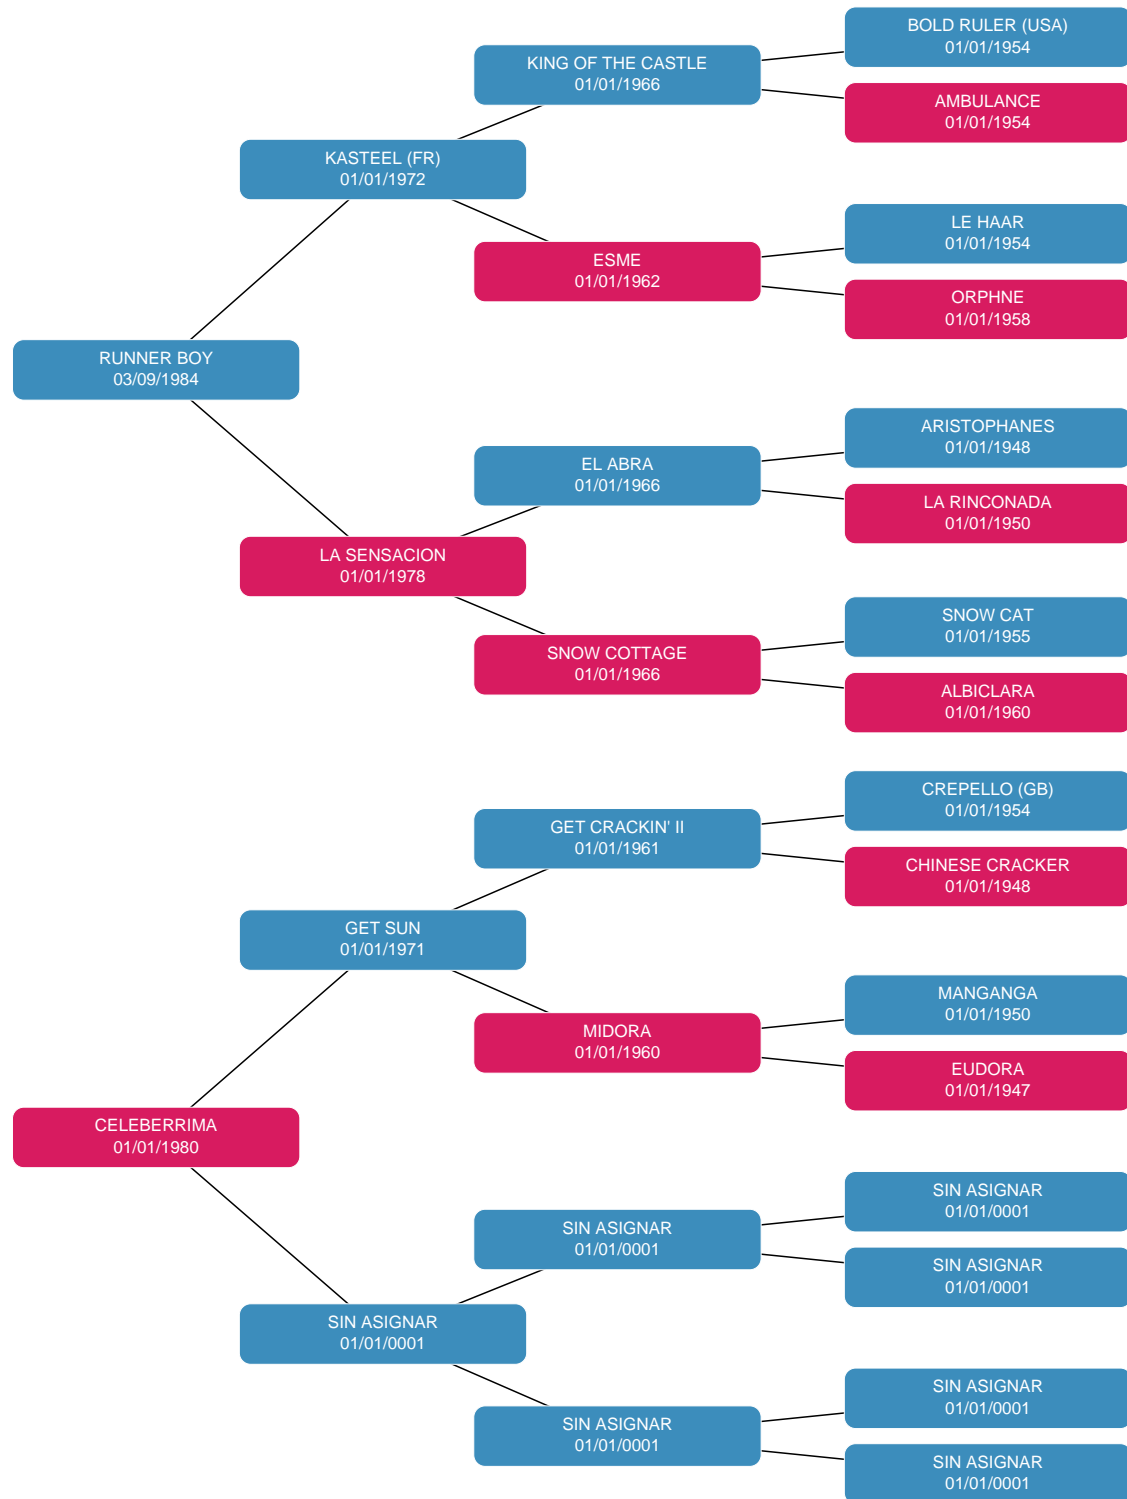 BOLD RULER (USA)
01/01/1954
KING OF THE CASTLE
01/01/1966
AMBULANCE
01/01/1954
KASTEEL (FR)
01/01/1972
LE HAAR
01/01/1954
ESME
01/01/1962
ORPHNE
01/01/1958
RUNNER BOY
03/09/1984
ARISTOPHANES
01/01/1948
EL ABRA
01/01/1966
LA RINCONADA
01/01/1950
LA SENSACION
01/01/1978
SNOW CAT
01/01/1955
SNOW COTTAGE
01/01/1966
ALBICLARA
01/01/1960
CREPELLO (GB)
01/01/1954
GET CRACKIN' II
01/01/1961
CHINESE CRACKER
01/01/1948
GET SUN
01/01/1971
MANGANGA
01/01/1950
MIDORA
01/01/1960
EUDORA
01/01/1947
CELEBERRIMA
01/01/1980
SIN ASIGNAR
01/01/0001
SIN ASIGNAR
01/01/0001
SIN ASIGNAR
01/01/0001
SIN ASIGNAR
01/01/0001
SIN ASIGNAR
01/01/0001
SIN ASIGNAR
01/01/0001
SIN ASIGNAR
01/01/0001